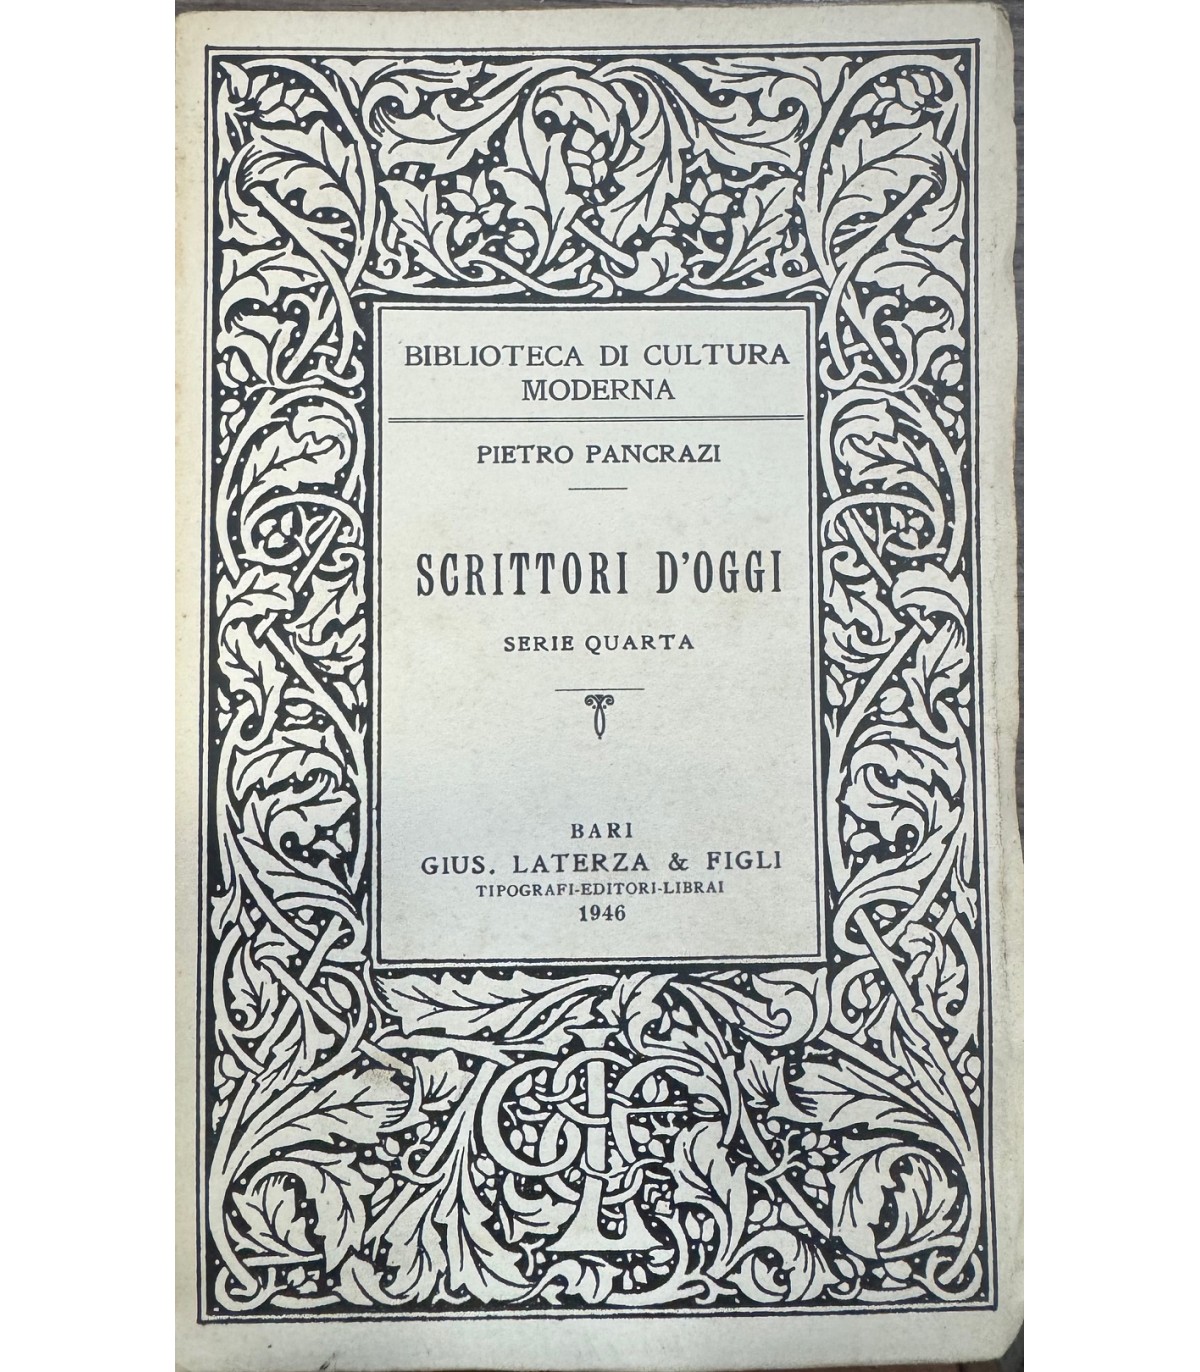 BIBLIOTECA DI CULTURA
MODERNA
PIETRO PANCRAZI
SCRITTORI D'OGGI
SERIE QUARTA
BARI
GIUS. LATERZA & FIGLI
TIPOGRAFI-EDITORI-LIBRAI
1946